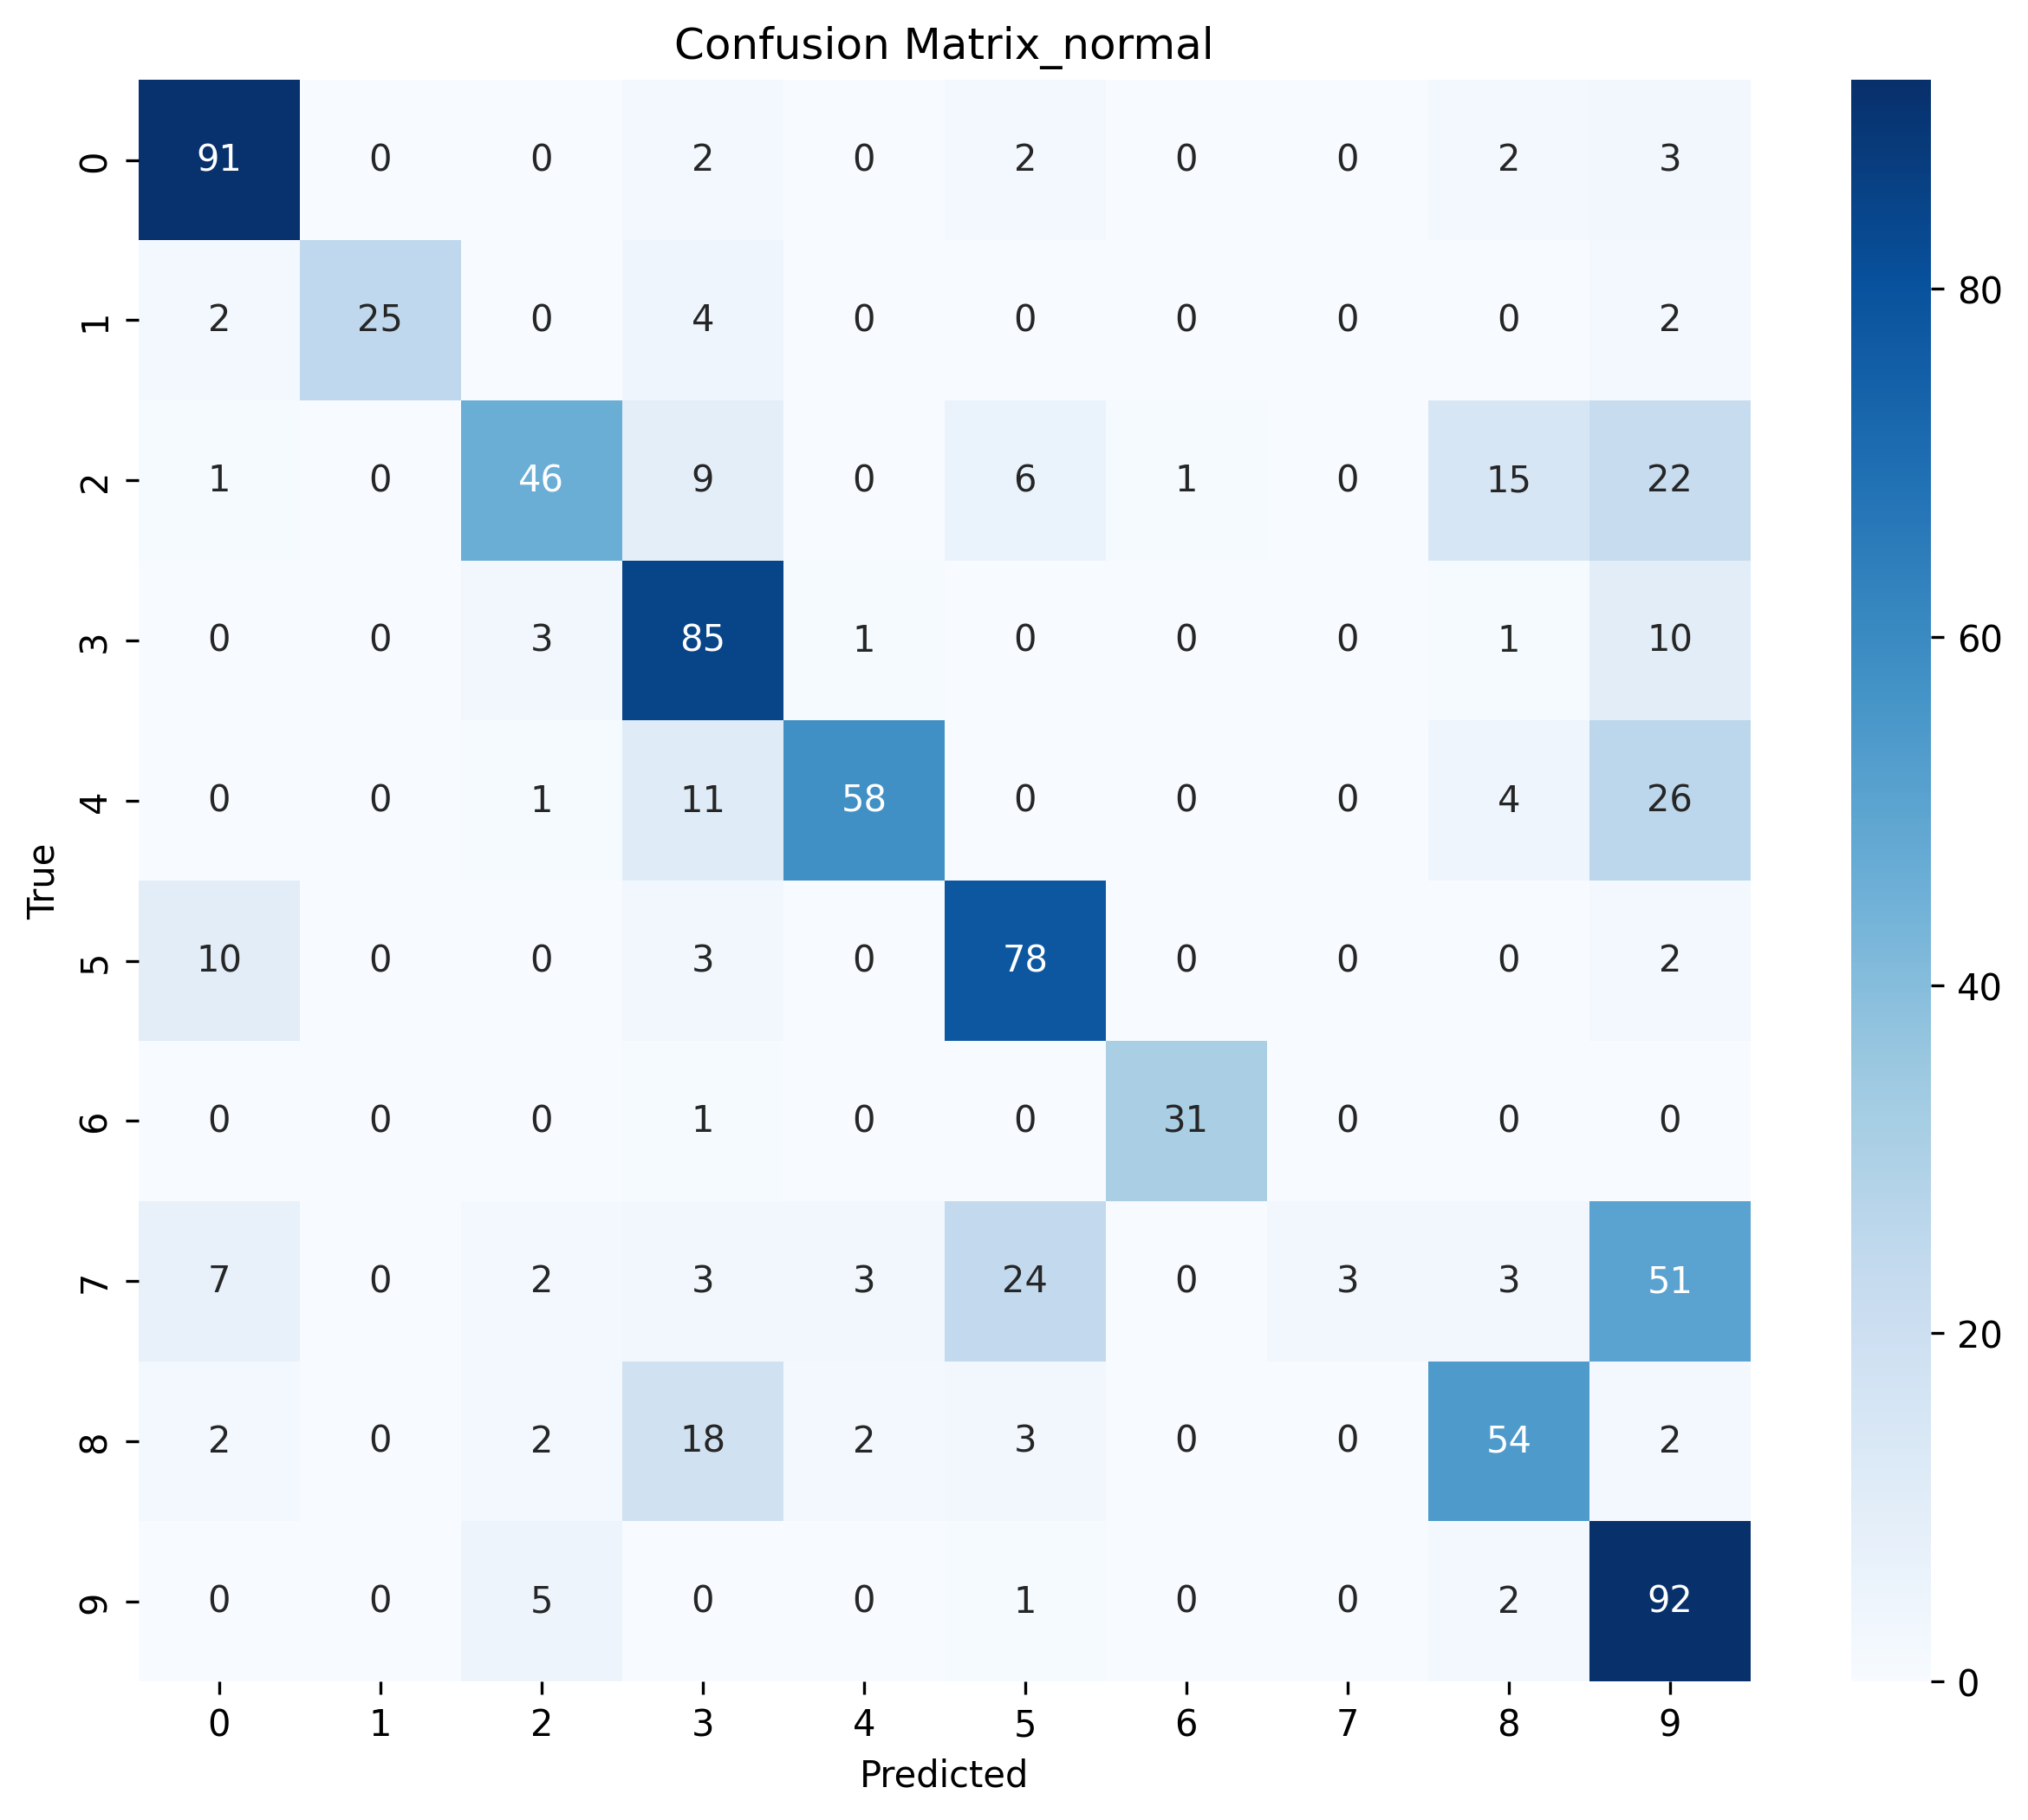 Confusion Matrix_normal
0 91 0 0 2 0 2 0 0 2 3
1 2 25 0 4 0 0 0 0 0 2
2 1 0 46 9 0 6 1 0 15 22
3 0 0 3 85 1 0 0 0 1 10
4 0 0 1 11 58 0 0 0 4 26
5 10 0 0 3 0 78 0 0 0 2
6 0 0 0 1 0 0 31 0 0 0
7 7 0 2 3 3 24 0 3 3 51
8 2 0 2 18 2 3 0 0 54 2
9 0 0 5 0 0 1 0 0 2 92
0 1 2 3 4 5 6 7 8 9
True
Predicted
80
60
40
20
0